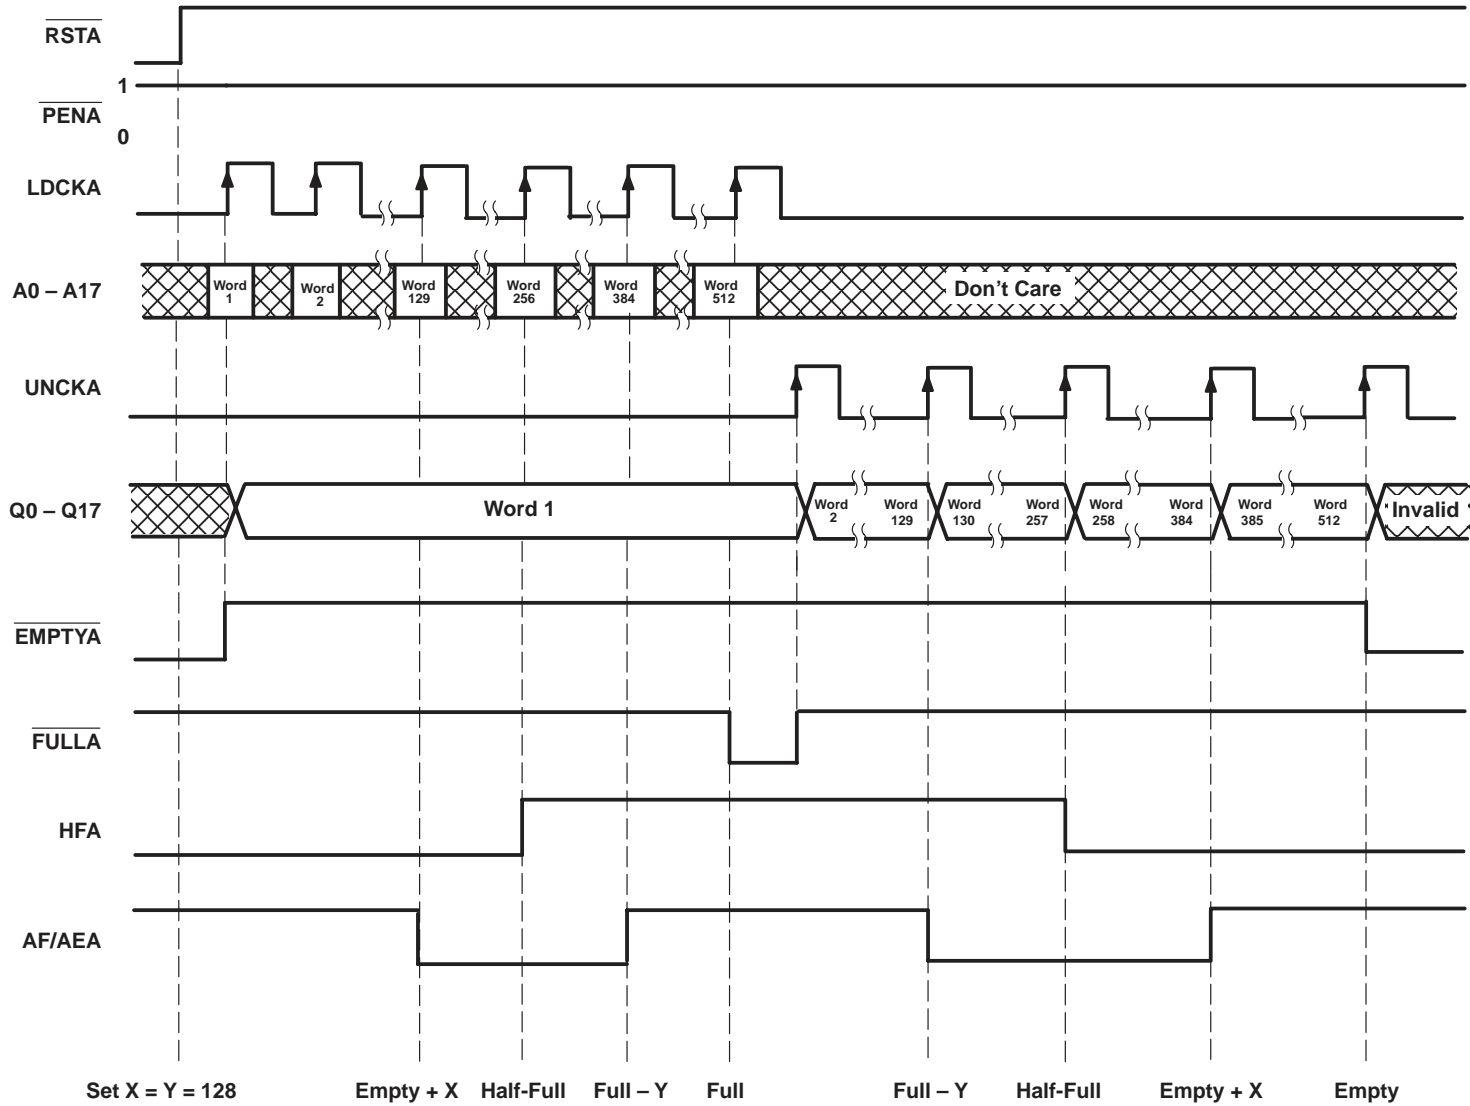 RSTA
1
PENA
0
LDCKA
A0 – A17
Word 1
Word 2
Word 129
Word 256
Word 384
Word 512
Don't Care
UNCKA
Q0 – Q17
Word 1
Word 2
Word 129
Word 130
Word 257
Word 258
Word 384
Word 385
Word 512
Invalid
EMPTYA
FULLA
HFA
AF/AEA
Set X = Y = 128
Empty + X
Half-Full
Full – Y
Full
Full – Y
Half-Full
Empty + X
Empty